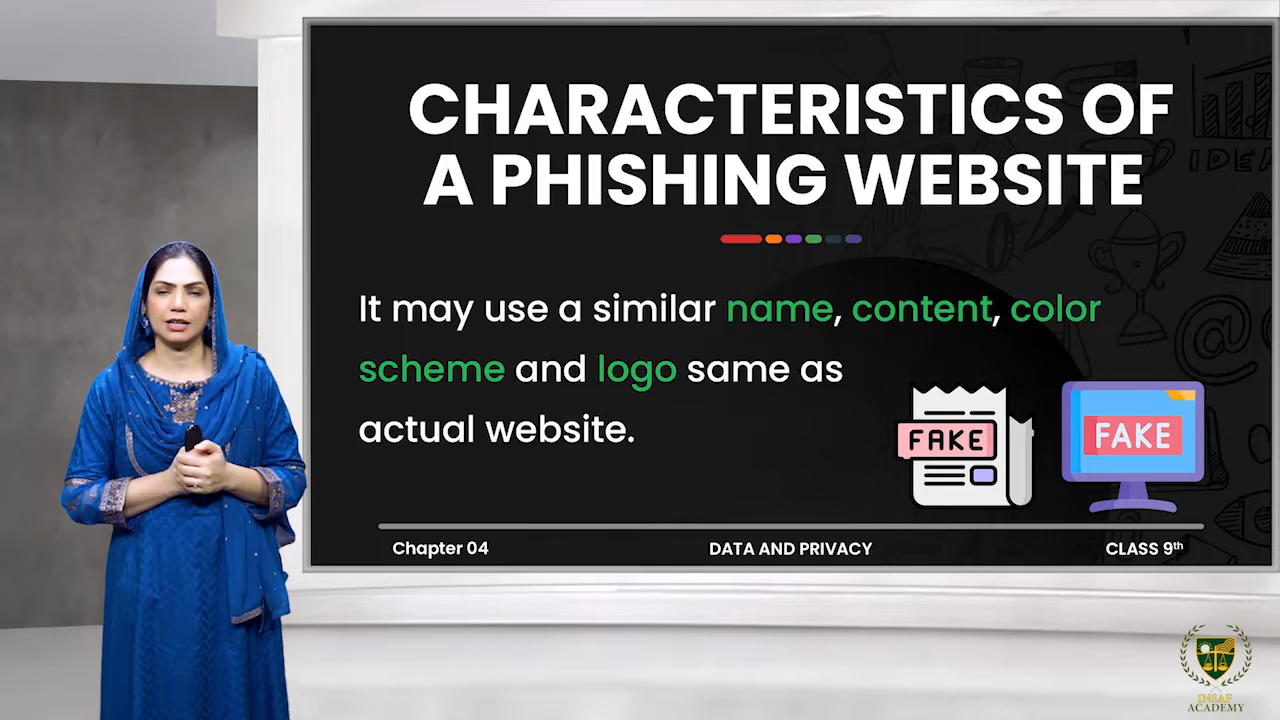 CHARACTERISTICS OF
A PHISHING WEBSITE
It may use a similar name, content, color
scheme and logo same as
actual website.
FAKE
FAKE
Chapter 04
DATA AND PRIVACY
CLASS 9th
IDEA
@
INSAF
ACADEMY